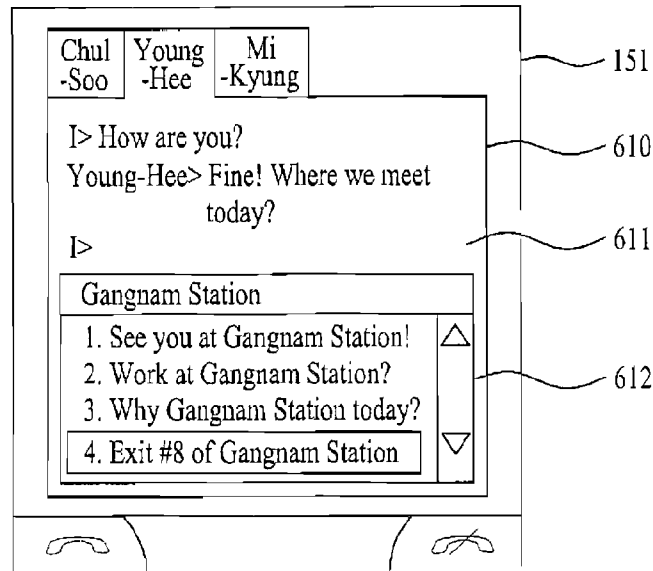 Chul
-Soo
Young
-Hee
Mi
-Kyung
151
I> How are you?
610
Young-Hee> Fine! Where we meet
today?
611
I>
Gangnam Station
1. See you at Gangnam Station!
2. Work at Gangnam Station?
612
3. Why Gangnam Station today?
4. Exit #8 of Gangnam Station